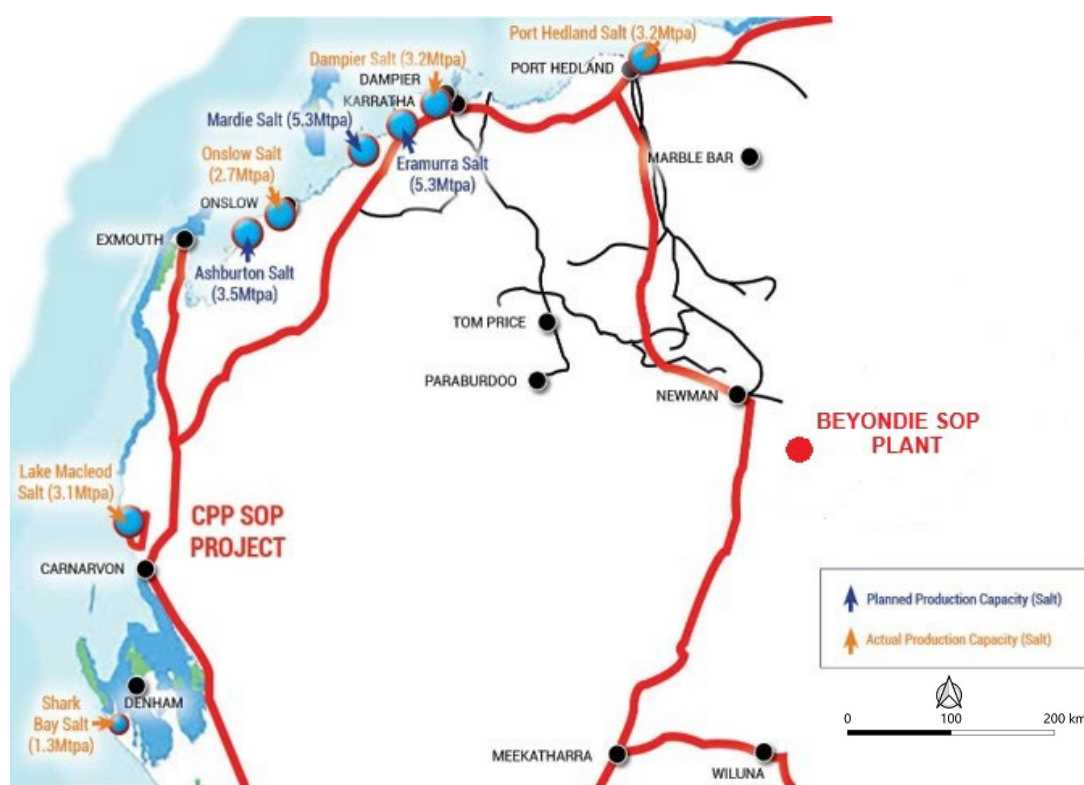 Port Hedland Salt (3.2Mtpa)
PORT HEDLAND
Dampier Salt (3.2Mtpa)
DAMPIER
KARRATHA
Mardie Salt (5.3Mtpa)
Eramurra Salt
(5.3Mtpa)
MARBLE BAR
Onslow Salt
(2.7Mtpa)
ONSLOW
EXMOUTH
Ashburton Salt
(3.5Mtpa)
TOM PRICE
PARABURDOO
NEWMAN
BEYONDIE SOP
PLANT
Lake Macleod
Salt (3.1Mtpa)
CPP SOP
PROJECT
CARNARVON
Planned Production Capacity (Salt)
Actual Production Capacity (Salt)
DENHAM
Shark
Bay Salt
(1.3Mtpa)
0 100 200 km
MEEKATHARRA
WILUNA